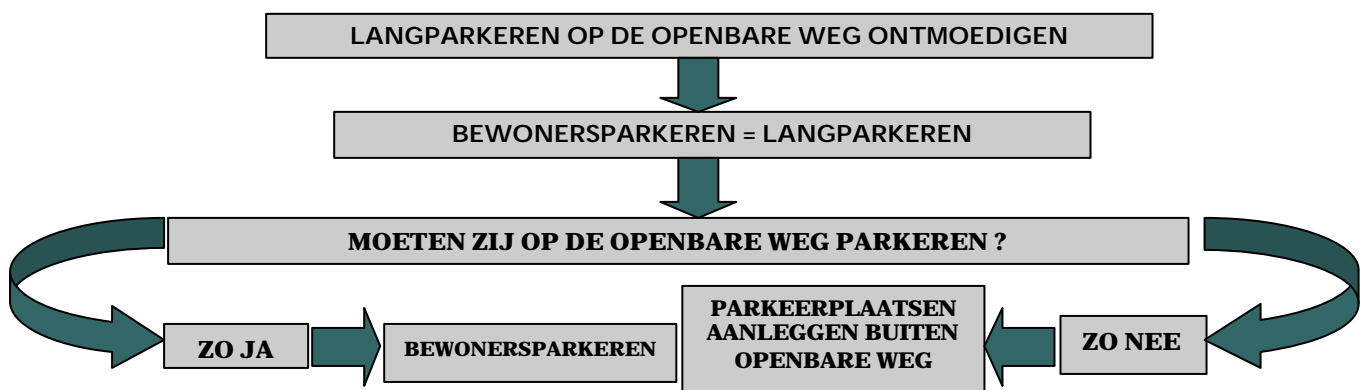 LANGPARKEREN OP DE OPENBARE WEG ONTMOEDIGEN
BEWONERSPARKEREN = LANGPARKEREN
MOETEN ZIJ OP DE OPENBARE WEG PARKEREN ?
ZO JA
BEWONERSPARKEREN
PARKEERPLAATSEN
AANLEGGEN BUITEN
OPENBARE WEG
ZO NEE